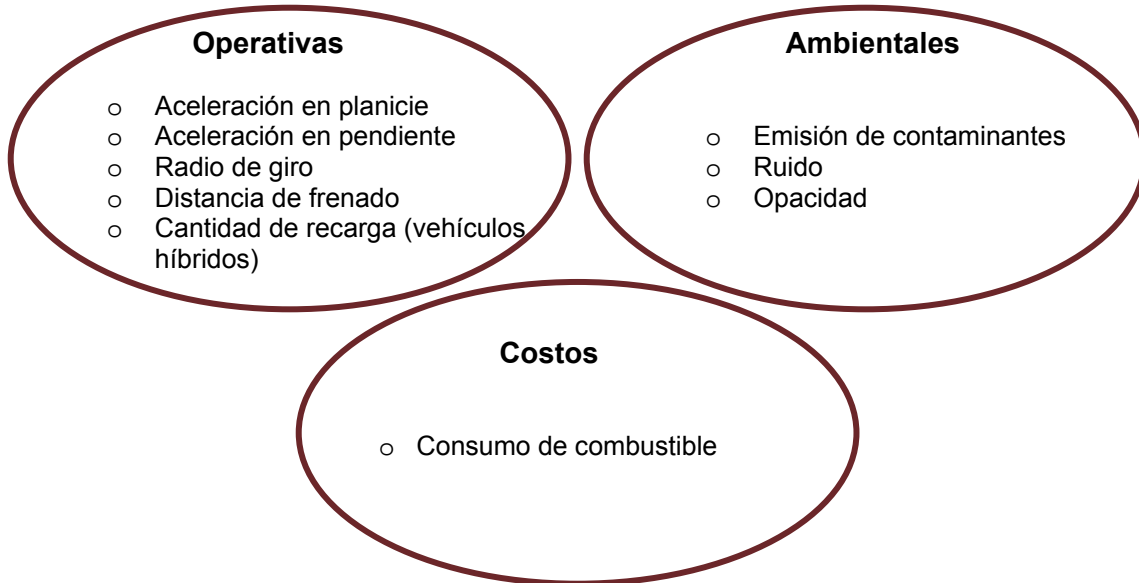 Operativas
o Aceleración en planicie
o Aceleración en pendiente
o Radio de giro
o Distancia de frenado
o Cantidad de recarga (vehículos
híbridos)
Ambientales
o Emisión de contaminantes
o Ruido
o Opacidad
Costos
o Consumo de combustible